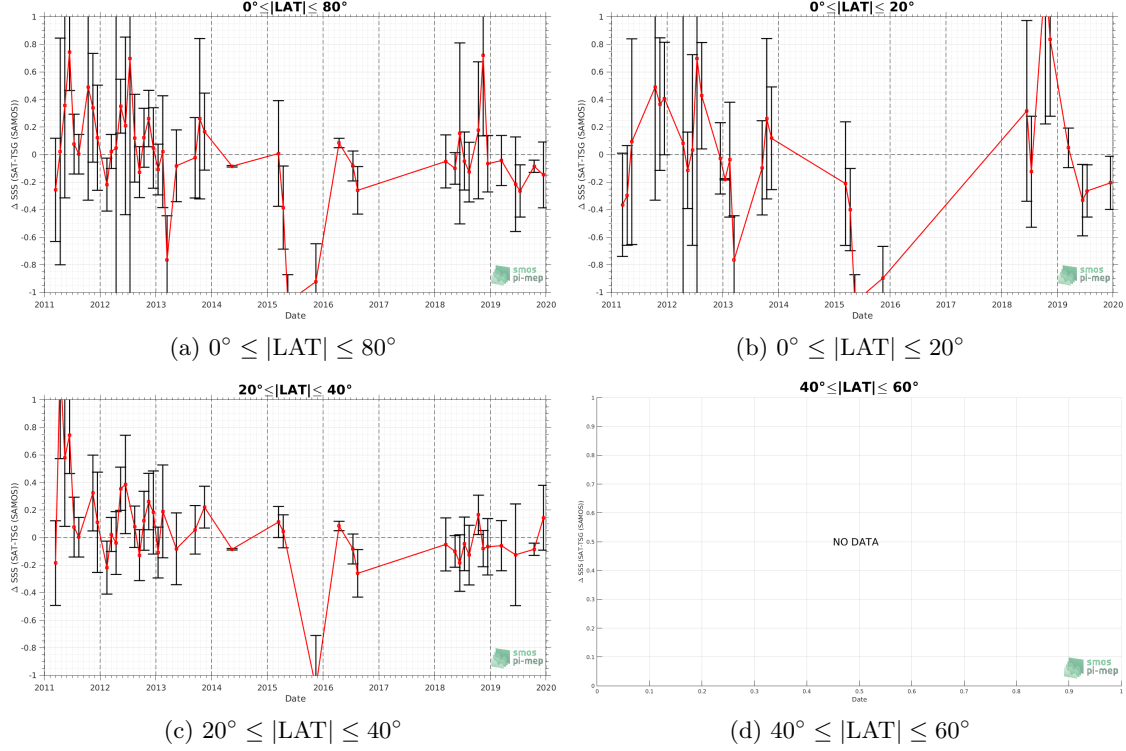 0°≤|LAT|≤ 80°
Δ SSS (SAT-TSG (SAMOS))
1
0.8
0.6
0.4
0.2
0
-0.2
-0.4
-0.6
-0.8
-1
2011 2012 2013 2014 2015 2016 2017 2018 2019 2020
Date
smos
pi-mep
(a) 0° ≤ |LAT| ≤ 80°
0°≤|LAT|≤ 20°
Δ SSS (SAT-TSG (SAMOS))
1
0.8
0.6
0.4
0.2
0
-0.2
-0.4
-0.6
-0.8
-1
2011 2012 2013 2014 2015 2016 2017 2018 2019 2020
Date
smos
pi-mep
(b) 0° ≤ |LAT| ≤ 20°
20°≤|LAT|≤ 40°
Δ SSS (SAT-TSG (SAMOS))
1
0.8
0.6
0.4
0.2
0
-0.2
-0.4
-0.6
-0.8
-1
2011 2012 2013 2014 2015 2016 2017 2018 2019 2020
Date
smos
pi-mep
(c) 20° ≤ |LAT| ≤ 40°
40°≤|LAT|≤ 60°
Δ SSS (SAT-TSG (SAMOS))
1
0.9
0.8
0.7
0.6
0.5
0.4
0.3
0.2
0.1
0
NO DATA
0 0.1 0.2 0.3 0.4 0.5 0.6 0.7 0.8 0.9 1
Date
smos
pi-mep
(d) 40° ≤ |LAT| ≤ 60°